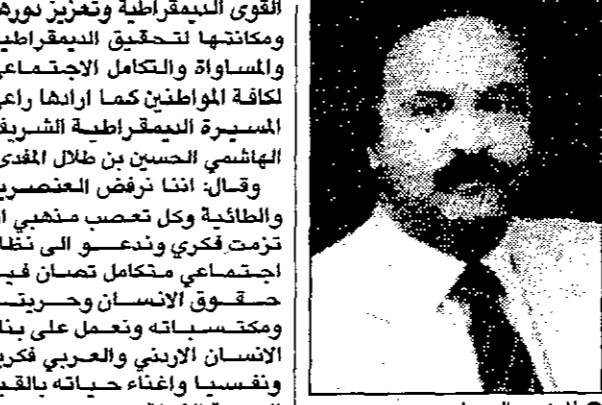 القوى الديمقراطية وتعزيز دورها
ومكانتها لتحقيق الديمقراطية
والمساواة والتكامل الاجتماعي
لكافة المواطنين كما ارادها راعي
المسيرة الديمقراطية الشريف
الهاشمي الحسين بن طلال المفدى
وقال: اننا نرفض العنصرية
والطائفية وكل تعصب مذهبي او
تزمت فكري وندعو الى نظام
اجتماعي متكامل تصان فيه
حقوق الانسان وحريته
ومكتسباته ونعمل على بناء
الانسان الاردني والعربي فكريا
ونفسيا واغناء حياته بالقيم